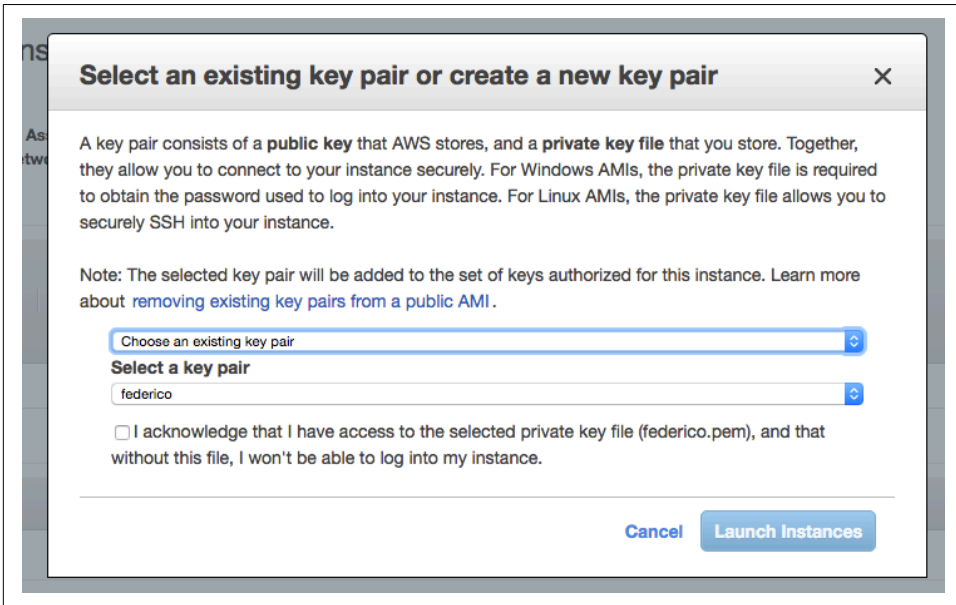 ns
Select an existing key pair or create a new key pair
Ass
etwo
A key pair consists of a public key that AWS stores, and a private key file that you store. Together,
they allow you to connect to your instance securely. For Windows AMIs, the private key file is required
to obtain the password used to log into your instance. For Linux AMIs, the private key file allows you to
securely SSH into your instance.
Note: The selected key pair will be added to the set of keys authorized for this instance. Learn more
about removing existing key pairs from a public AMI.
Choose an existing key pair
Select a key pair
federico
I acknowledge that I have access to the selected private key file (federico.pem), and that
without this file, I won't be able to log into my instance.
Cancel Launch Instances